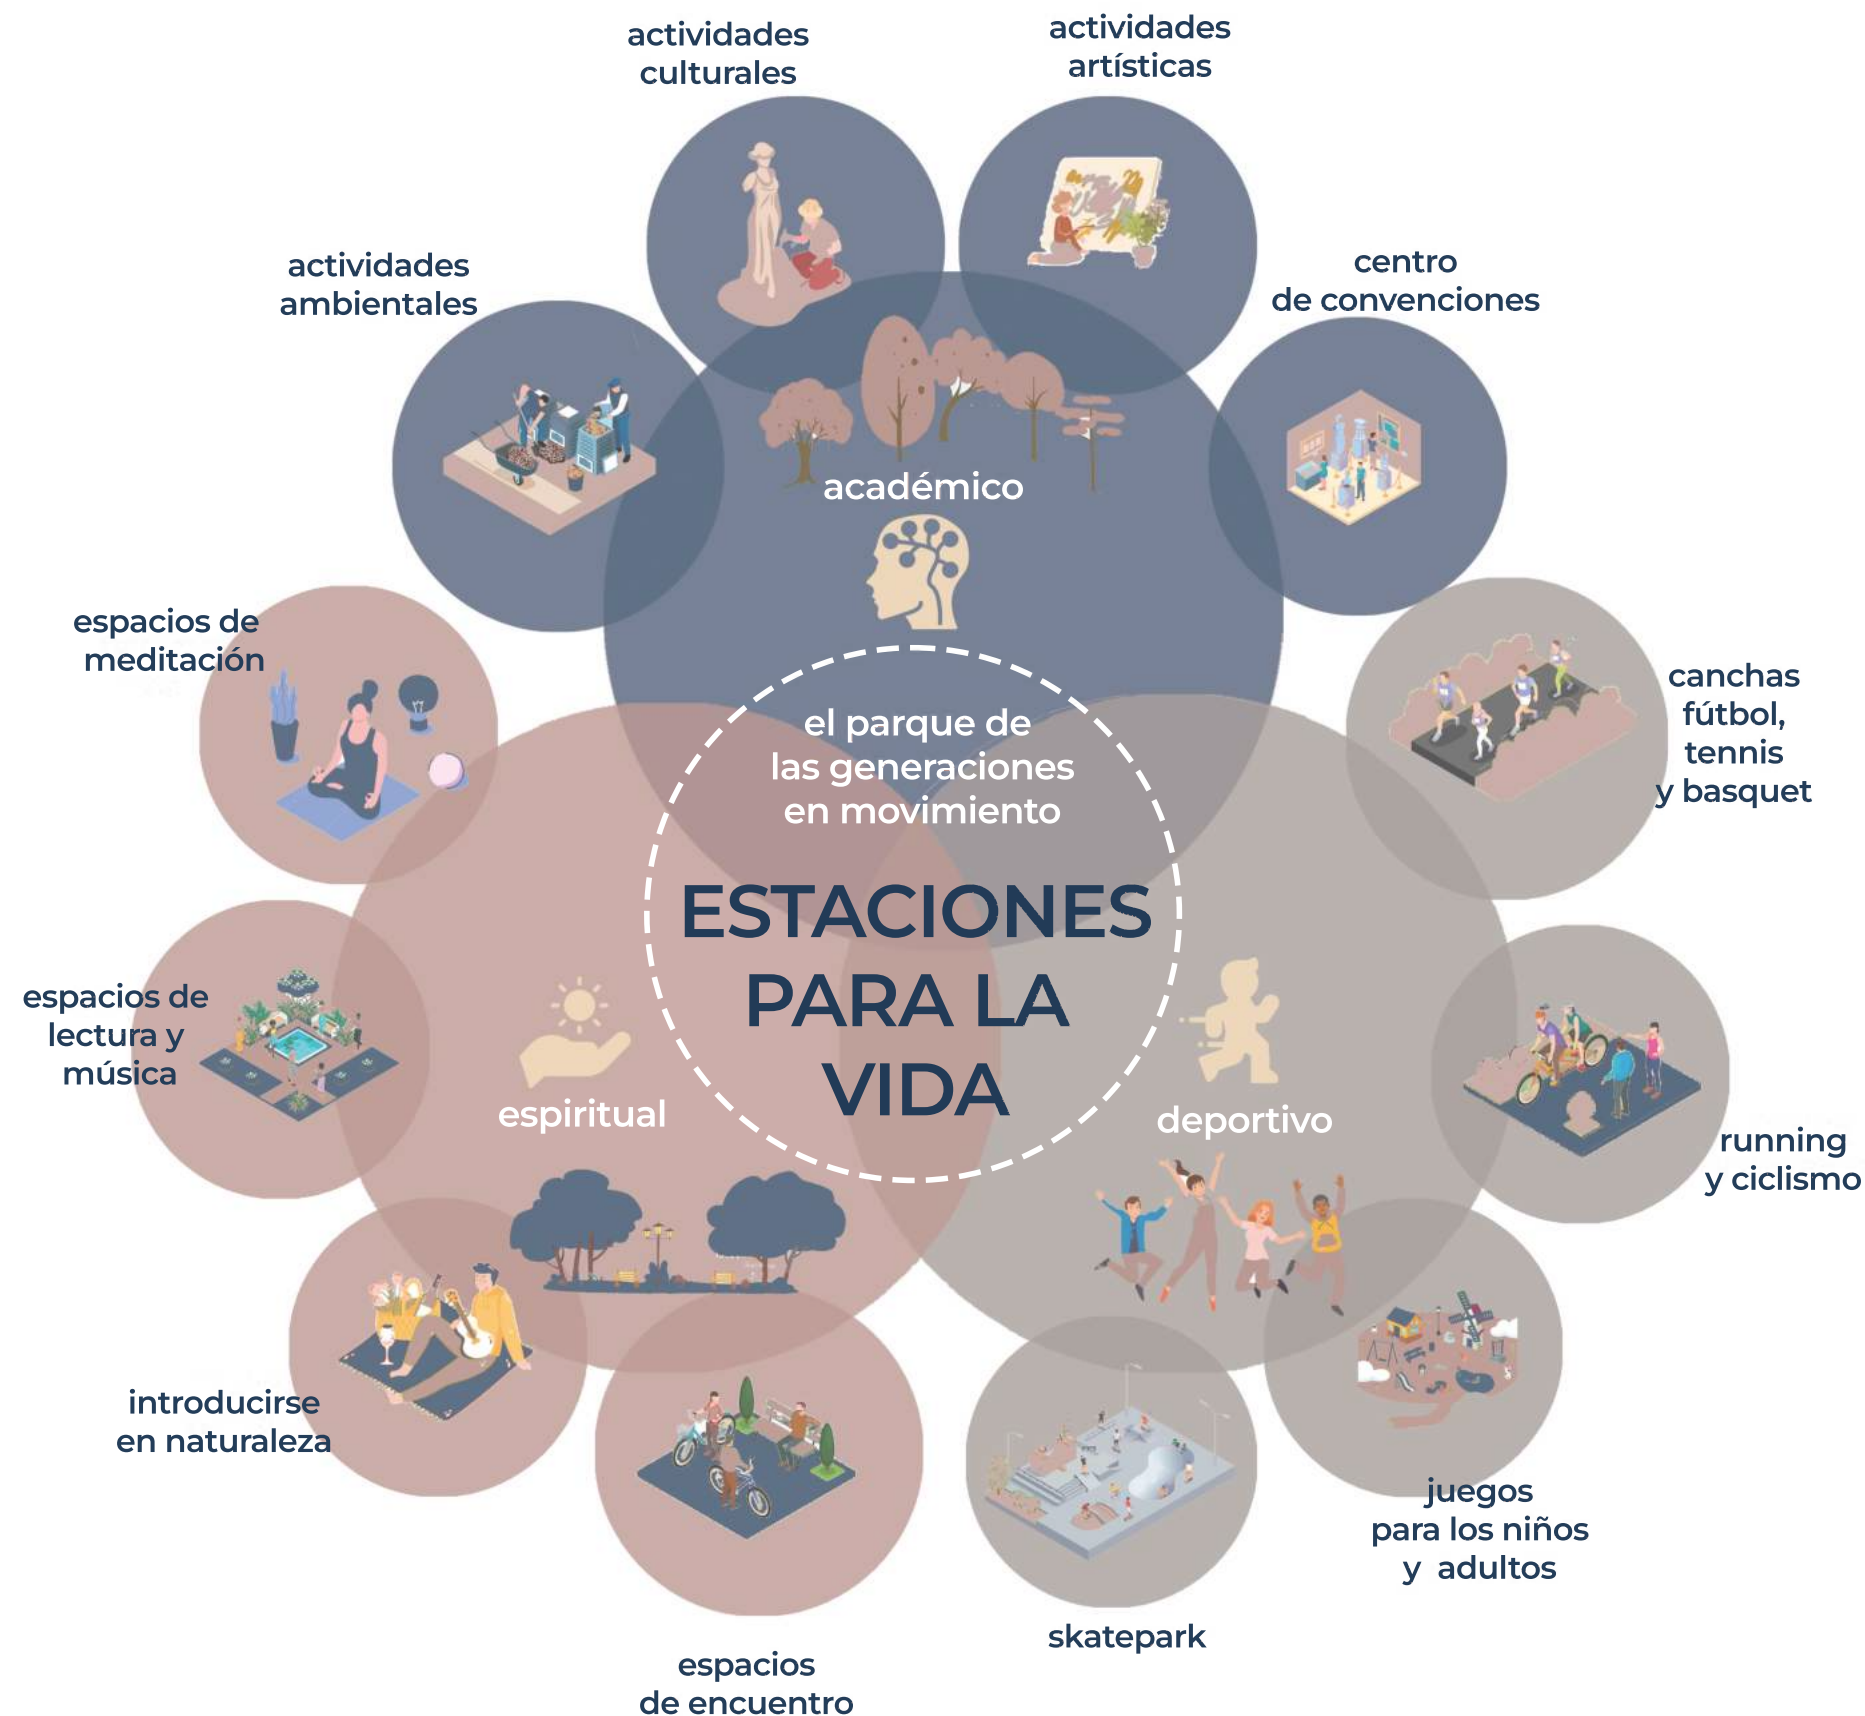 actividades
culturales
actividades
artísticas
actividades
ambientales
centro
de convenciones
académico
espacios de
meditación
canchas
fútbol,
tennis
y basquet
el parque de
las generaciones
en movimiento
ESTACIONES
PARA LA
VIDA
espacios de
lectura y
música
espiritual
deportivo
running
y ciclismo
introducirse
en naturaleza
juegos
para los niños
y adultos
skatepark
espacios
de encuentro